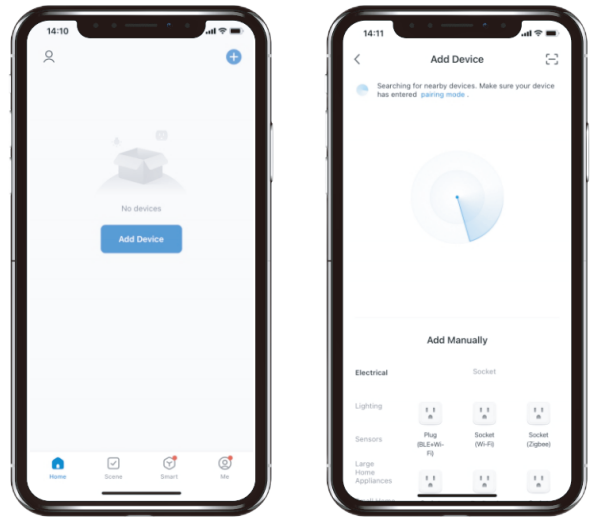 14:10
No devices
Add Device
Home
Scene
Smart
Me
14:11
Add Device
Searching for nearby devices. Make sure your device
has entered pairing mode .
Add Manually
Electrical
Socket
Lighting
Sensors
Large
Home
Appliances
Plug
(BLE+Wi-
Fi)
Socket
(Wi-Fi)
Socket
(Zigbee)